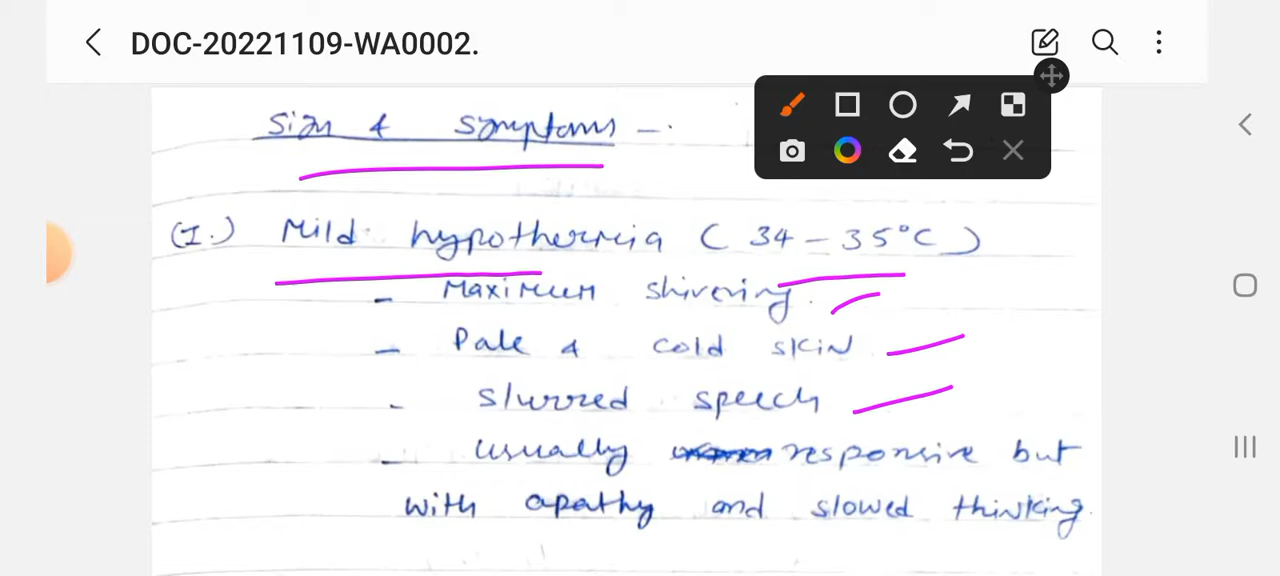 DOC-20221109-WA0002.
Sign & symptoms -.
(I.) Mild hypothermia ( 34 - 35°C )
- Maximum shivering.
- Pale & cold skin
- Slurred speech
- usually responsive but
with apathy and slowed thinking.